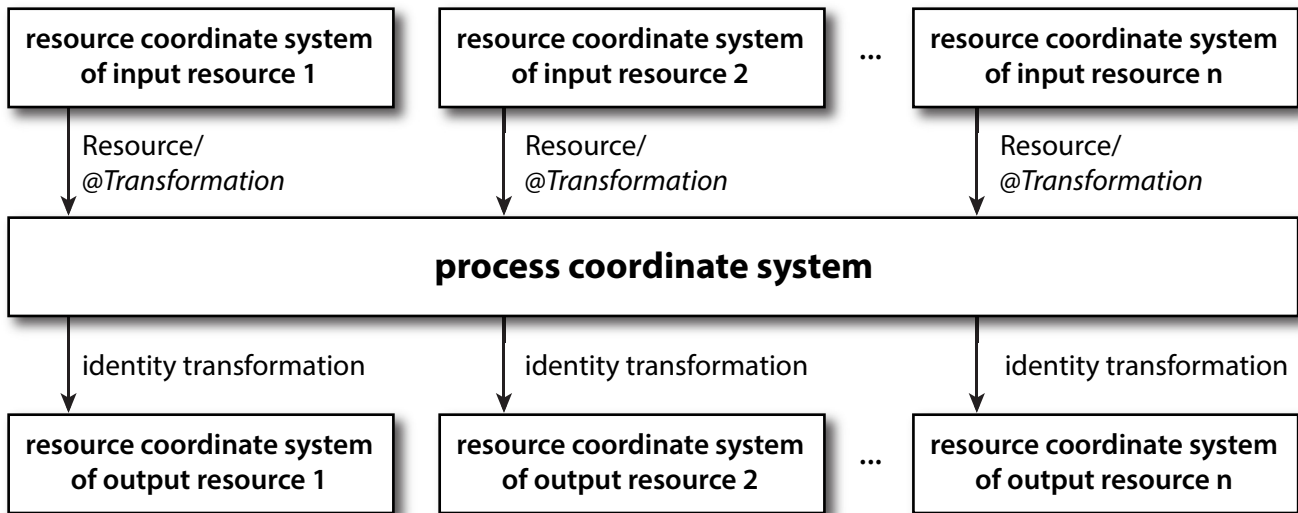 resource coordinate system
of input resource 1
resource coordinate system
of input resource 2
...
resource coordinate system
of input resource n
Resource/
@Transformation
Resource/
@Transformation
Resource/
@Transformation
process coordinate system
identity transformation
identity transformation
identity transformation
resource coordinate system
of output resource 1
resource coordinate system
of output resource 2
...
resource coordinate system
of output resource n